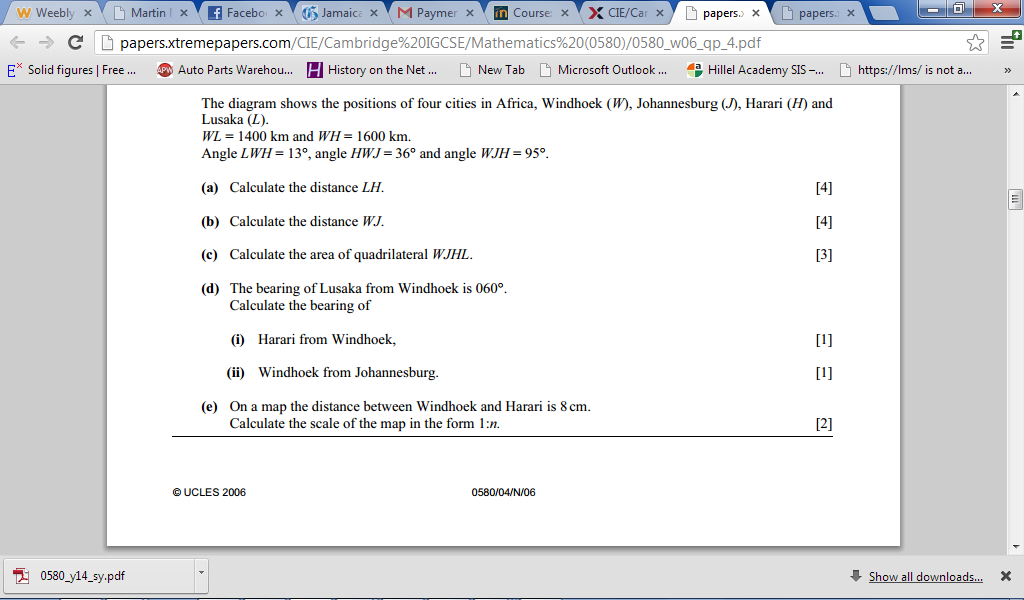 Weebly
Martin
Facebo
Jamaic
Paymer
Course
CIE/Car
papers.
papers.
papers.xtremepapers.com/CIE/Cambridge%20IGCSE/Mathematics%20(0580)/0580_w06_qp_4.pdf
Solid figures | Free ...
Auto Parts Warehou...
History on the Net ...
New Tab
Microsoft Outlook ...
Hillel Academy SIS –...
https://lms/ is not a...
»
The diagram shows the positions of four cities in Africa, Windhoek (W), Johannesburg (J), Harari (H) and
Lusaka (L).
WL = 1400 km and WH = 1600 km.
Angle LWH = 13°, angle HWJ = 36° and angle WJH = 95°.
(a) Calculate the distance LH. [4]
(b) Calculate the distance WJ. [4]
(c) Calculate the area of quadrilateral WJHL. [3]
(d) The bearing of Lusaka from Windhoek is 060°.
Calculate the bearing of
(i) Harari from Windhoek, [1]
(ii) Windhoek from Johannesburg. [1]
(e) On a map the distance between Windhoek and Harari is 8 cm.
Calculate the scale of the map in the form 1:n. [2]
© UCLES 2006
0580/04/N/06
0580_y14_sy.pdf
Show all downloads...